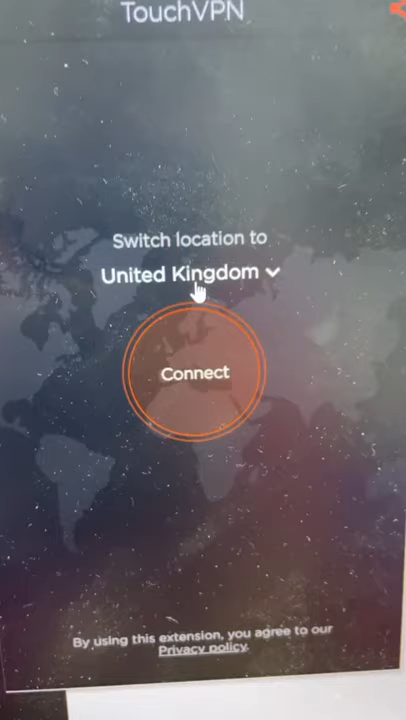 TouchVPN
Switch location to
United Kingdom
Connect
By using this extension, you agree to our
Privacy policy.